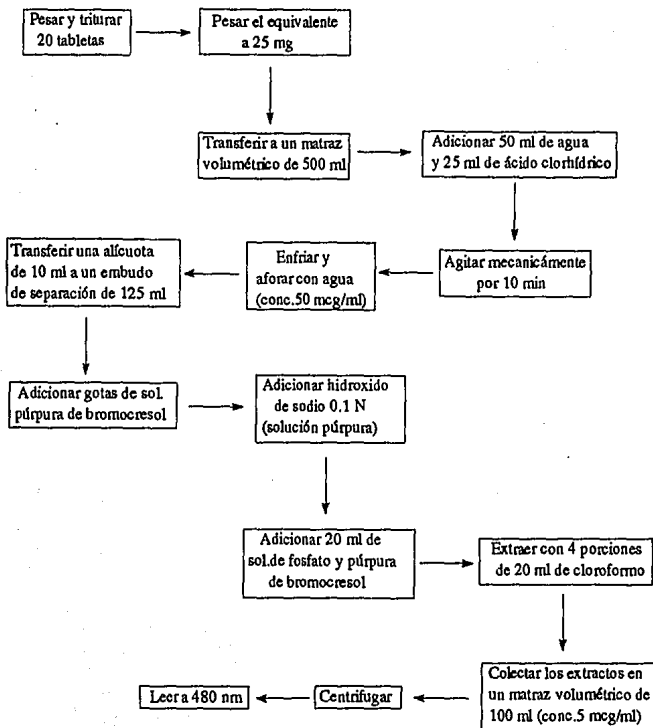 Pesar y triturar
20 tabletas
Pesar el equivalente
a 25 mg
Transferir a un matraz
volumétrico de 500 ml
Adicionar 50 ml de agua
y 25 ml de ácido clorhídrico
Agitar mecanicámente
por 10 min
Enfriar y
aforar con agua
(conc.50 mcg/ml)
Transferir una alícuota
de 10 ml a un embudo
de separación de 125 ml
Adicionar gotas de sol.
púrpura de bromocresol
Adicionar hidroxido
de sodio 0.1 N
(solución púrpura)
Adicionar 20 ml de
sol.de fosfato y púrpura
de bromocresol
Extraer con 4 porciones
de 20 ml de cloroformo
Colectar los extractos en
un matraz volumétrico de
100 ml (conc.5 mcg/ml)
Centrifugar
Leer a 480 nm